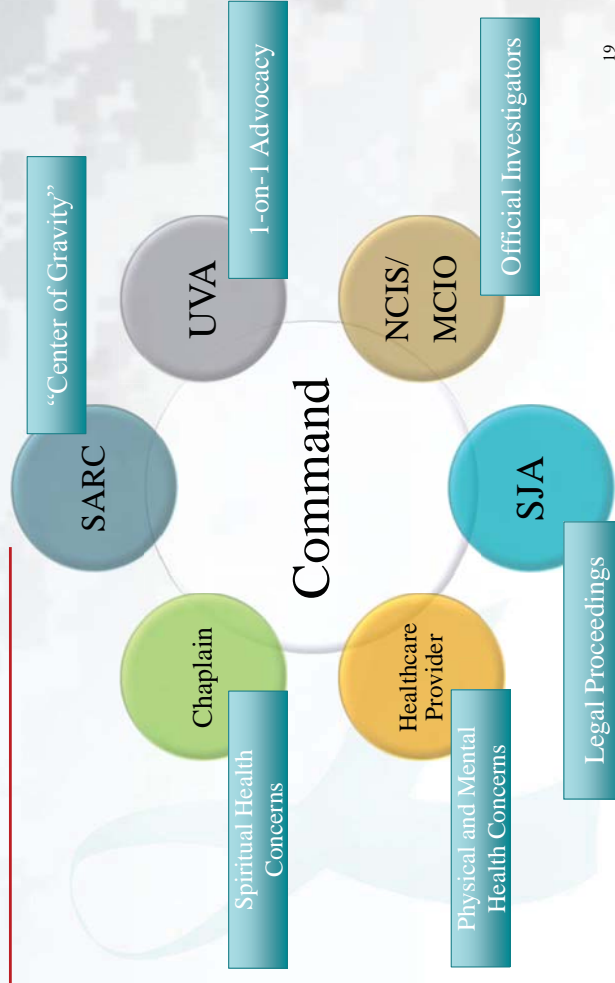 SARC
“Center of Gravity”
UVA
1-on-1 Advocacy
NCIS/
MCIO
Official Investigators
SJA
Legal Proceedings
Healthcare
Provider
Physical and Mental
Health Concerns
Chaplain
Spiritual Health
Concerns
Command
19